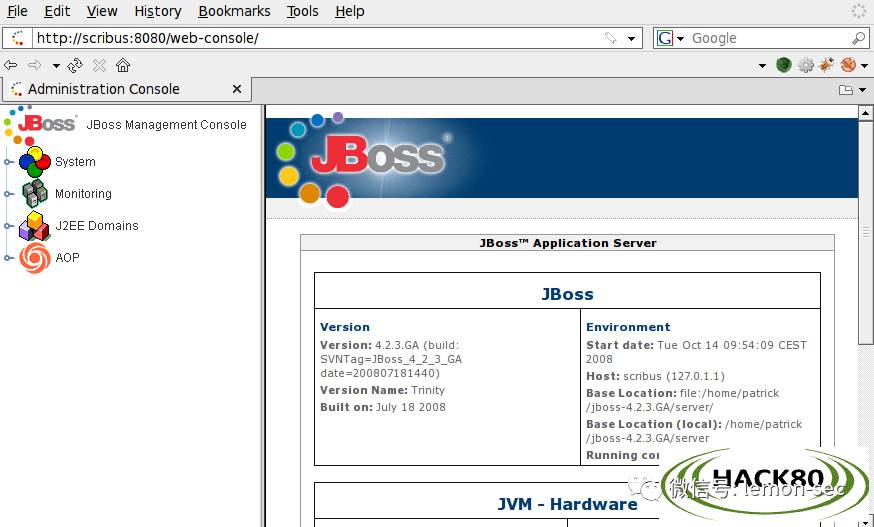 File Edit View History Bookmarks Tools Help
http://scribus:8080/web-console/
G Google
Administration Console
JBoss JBoss Management Console
System
Monitoring
J2EE Domains
AOP
JBoss
JBoss™ Application Server
JBoss
Version
Version: 4.2.3.GA (build:
SVNTag=JBoss_4_2_3_GA
date=200807181440)
Version Name: Trinity
Built on: July 18 2008
Environment
Start date: Tue Oct 14 09:54:09 CEST
2008
Host: scribus (127.0.1.1)
Base Location: file:/home/patrick
/jboss-4.2.3.GA/server/
Base Location (local): /home/patrick
/jboss-4.2.3.GA/server
Running
JVM - Hardware
HACK80
微信号: lemon-sec